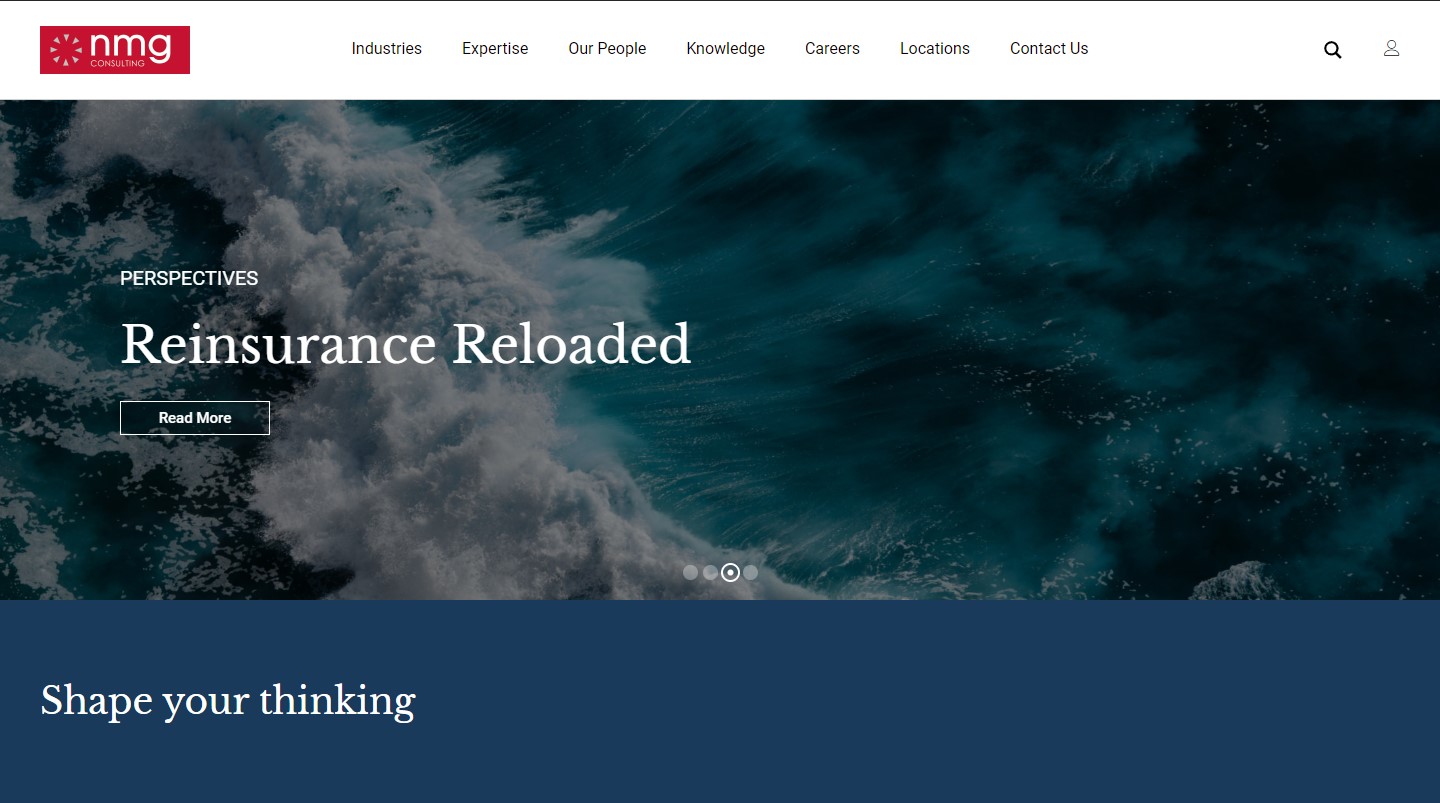 nmg
CONSULTING
Industries Expertise Our People Knowledge Careers Locations Contact Us
PERSPECTIVES
Reinsurance Reloaded
Read More
Shape your thinking